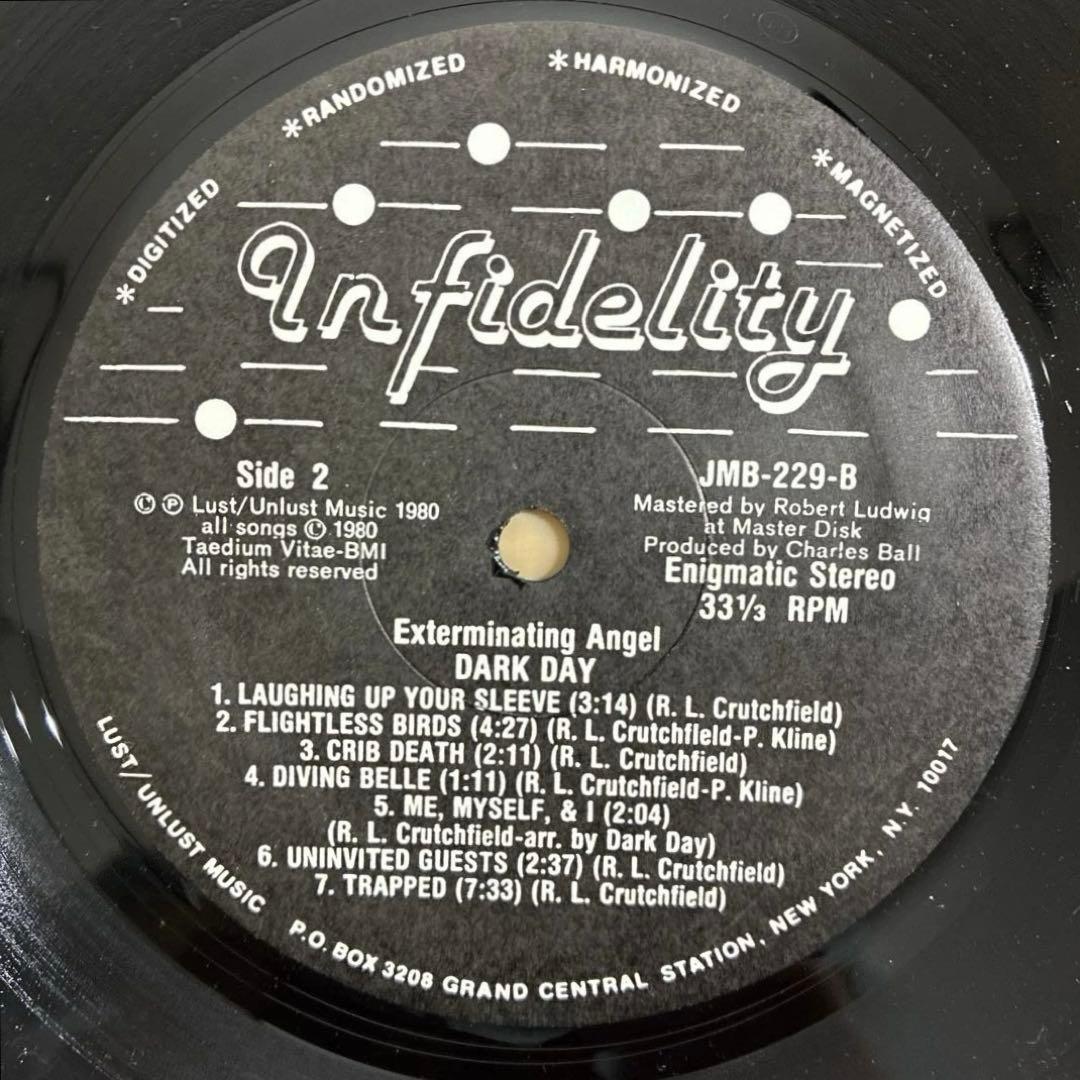 *DIGITIZED
*RANDOMIZED
*HARMONIZED
*MAGNETIZED
Infidelity
Side 2
© ℗ Lust/Unlust Music 1980
all songs © 1980
Taedium Vitae-BMI
All rights reserved
JMB-229-B
Mastered by Robert Ludwig
at Master Disk
Produced by Charles Ball
Enigmatic Stereo
33⅓ RPM
Exterminating Angel
DARK DAY
1. LAUGHING UP YOUR SLEEVE (3:14) (R. L. Crutchfield)
2. FLIGHTLESS BIRDS (4:27) (R. L. Crutchfield-P. Kline)
3. CRIB DEATH (2:11) (R. L. Crutchfield)
4. DIVING BELLE (1:11) (R. L. Crutchfield-P. Kline)
5. ME, MYSELF, & I (2:04)
(R. L. Crutchfield-arr. by Dark Day)
6. UNINVITED GUESTS (2:37) (R. L. Crutchfield)
7. TRAPPED (7:33) (R. L. Crutchfield)
LUST/UNLUST MUSIC P.O. BOX 3208 GRAND CENTRAL STATION, NEW YORK, N.Y. 10017